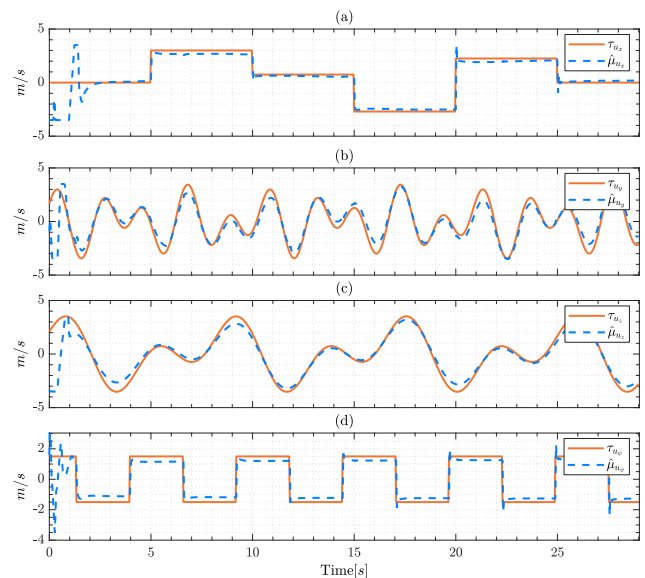 (a)
5
0
-5
m/s
τ_{u_x}
μ̂_{u_x}
(b)
5
0
-5
m/s
τ_{u_y}
μ̂_{u_y}
(c)
5
0
-5
m/s
τ_{u_z}
μ̂_{u_z}
(d)
2
0
-2
-4
m/s
τ_{u_ψ}
μ̂_{u_ψ}
0 5 10 15 20 25
Time[s]